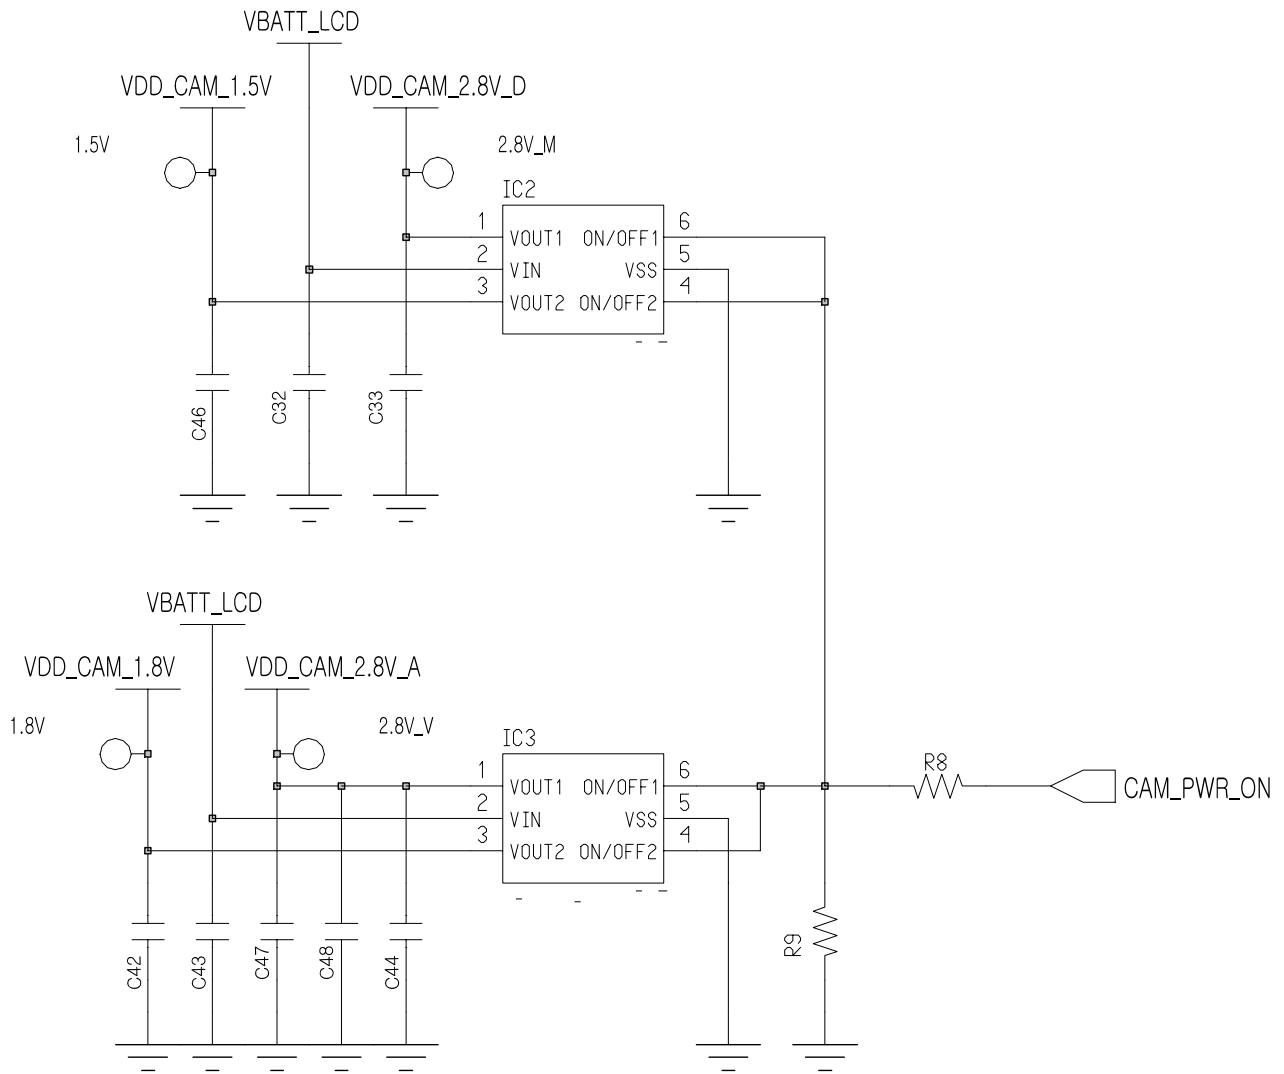 VBATT_LCD
VDD_CAM_1.5V
VDD_CAM_2.8V_D
1.5V
2.8V_M
IC2
1 VOUT1 ON/OFF1 6
2 VIN VSS 5
3 VOUT2 ON/OFF2 4
C46
C32
C33
VBATT_LCD
VDD_CAM_1.8V
VDD_CAM_2.8V_A
1.8V
2.8V_V
IC3
1 VOUT1 ON/OFF1 6
2 VIN VSS 5
3 VOUT2 ON/OFF2 4
R8
CAM_PWR_ON
R9
C42
C43
C47
C48
C44